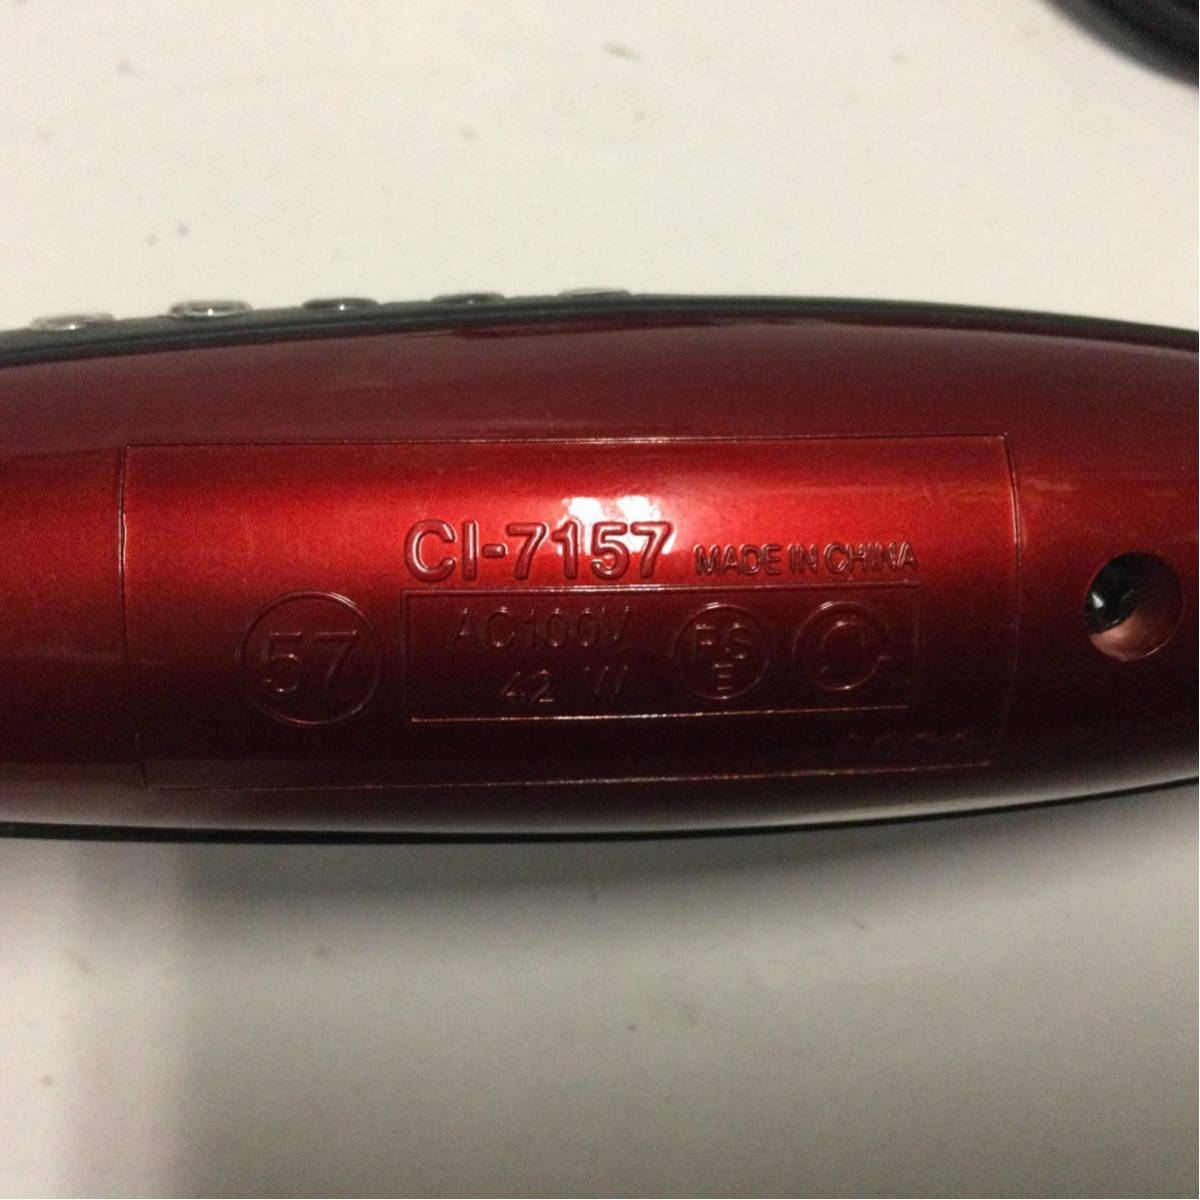 CI-7157 MADE IN CHINA
57
AC100V
42 W
PS
E